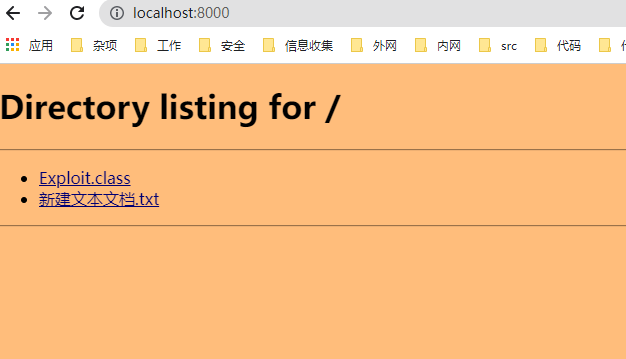 localhost:8000
应用 杂项 工作 安全 信息收集 外网 内网 src 代码
Directory listing for /
Exploit.class
新建文本文档.txt